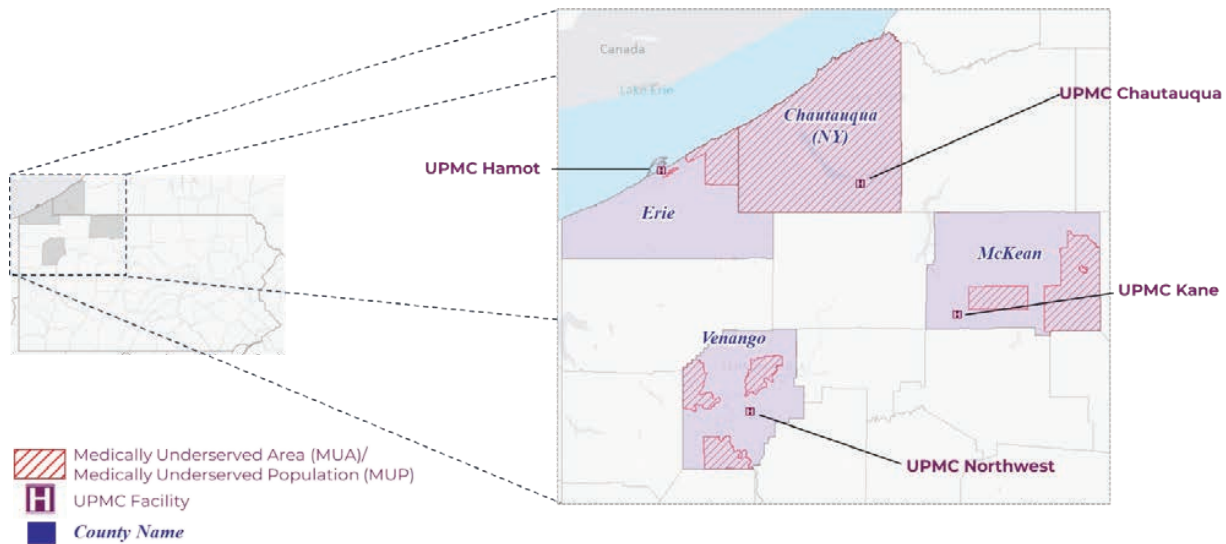 Canada
Lake Erie
UPMC Chautauqua
Chautauqua
(NY)
UPMC Hamot
Erie
McKean
UPMC Kane
Venango
UPMC Northwest
Medically Underserved Area (MUA)/
Medically Underserved Population (MUP)
H UPMC Facility
County Name